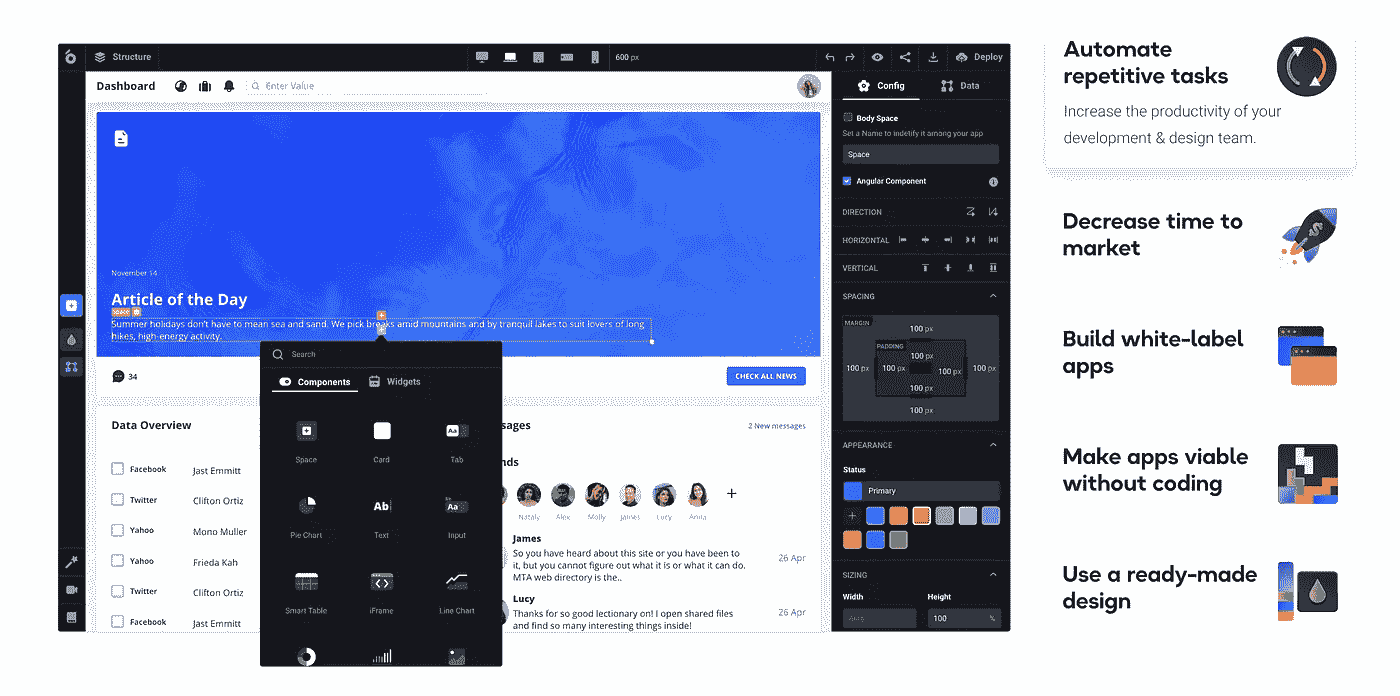 Structure
600 px
Deploy
Dashboard
Enter Value
November 14
Article of the Day
SPACE
Summer holidays don't have to mean sea and sand. We pick breaks amid mountains and by tranquil lakes to suit lovers of long
hikes, high-energy activity.
34
CHECK ALL NEWS
Data Overview
Facebook Jast Emmitt
Twitter Clifton Ortiz
Yahoo Mono Muller
Yahoo Frieda Kah
Twitter Clifton Ortiz
Facebook Jast Emmitt
Search
Components
Widgets
Space
Card
Aa
Tab
Pie Chart
Ab
Text
Aa
Input
Smart Table
iFrame
Line Chart
sages
2 New messages
nds
Nataly
Alex
Molly
James
Lucy
Anna
James
So you have heard about this site or you have been to
it, but you cannot figure out what it is or what it can do.
MTA web directory is the..
26 Apr
Lucy
Thanks for so good lectionary on! I open shared files
and find so many interesting things inside!
26 Apr
Config
Data
Body Space
Set a Name to indetify it among your app
Space
Angular Component
DIRECTION
HORIZONTAL
VERTICAL
SPACING
MARGIN
100 px
PADDING
100 px
100 px
100 px
100 px
100 px
100 px
100 px
APPEARANCE
Status
Primary
SIZING
Width
Height
Auto
100
%
Automate
repetitive tasks
Increase the productivity of your
development & design team.
Decrease time to
market
Build white-label
apps
Make apps viable
without coding
Use a ready-made
design